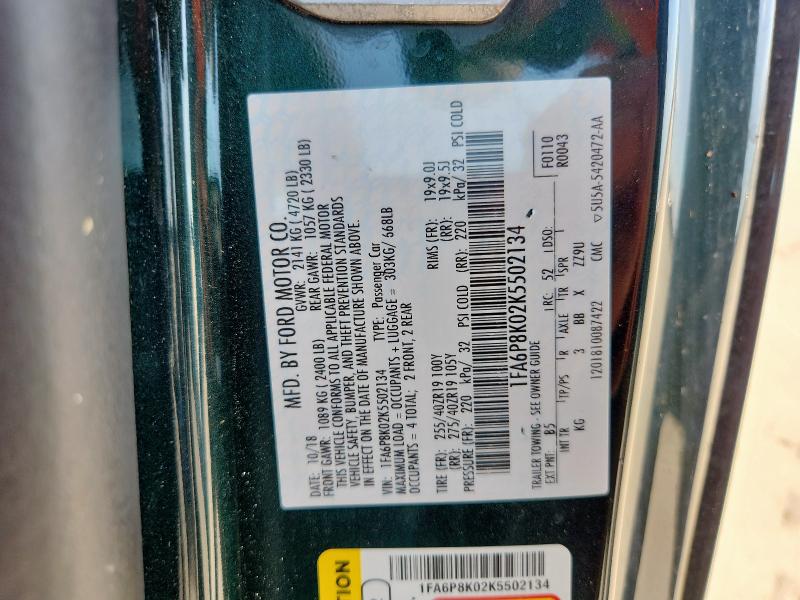 MFD. BY FORD MOTOR CO.
DATE: 10/18 GVWR: 2141 KG ( 4720 LB)
FRONT GAWR: 1089 KG ( 2400 LB) REAR GAWR: 1057 KG ( 2330 LB)
THIS VEHICLE CONFORMS TO ALL APPLICABLE FEDERAL MOTOR
VEHICLE SAFETY, BUMPER, AND THEFT PREVENTION STANDARDS
IN EFFECT ON THE DATE OF MANUFACTURE SHOWN ABOVE.
VIN: 1FA6P8K02K5502134 TYPE: Passenger Car
MAXIMUM LOAD = OCCUPANTS + LUGGAGE = 303KG/ 668LB
OCCUPANTS = 4 TOTAL; 2 FRONT, 2 REAR
TIRE (FR): 255/40ZR19 100Y RIMS (FR): 19x9.0J
(RR): 275/40ZR19 105Y (RR): 19x9.5J
PRESSURE (FR): 220 kPa/ 32 PSI COLD (RR): 220 kPa/ 32 PSI COLD
1FA6P8K02K5502134
TRAILER TOWING- SEE OWNER GUIDE F0110
EXT PNT: B5 RC: 52 DSO: R0043
INT TR TP/PS R AXLE TR SPR
KG 3 BB X ZZ9U
12018100B7422 CMC ▽5U5A-5420472-AA
TION
1FA6P8K02K5502134